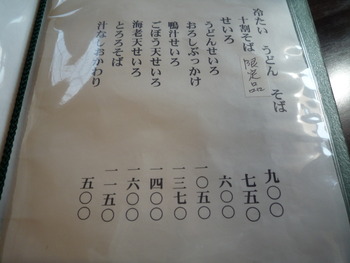 冷たい うどん そば
十割そば 限定品 九〇〇
せいろ 七五〇
うどんせいろ 六〇〇
おろしぶっかけ 一〇五〇
鴨汁せいろ 一三七〇
ごぼう天せいろ 一四〇〇
海老天せいろ 一六〇〇
とろろそば 一一五〇
汁なしおかわり 五〇〇